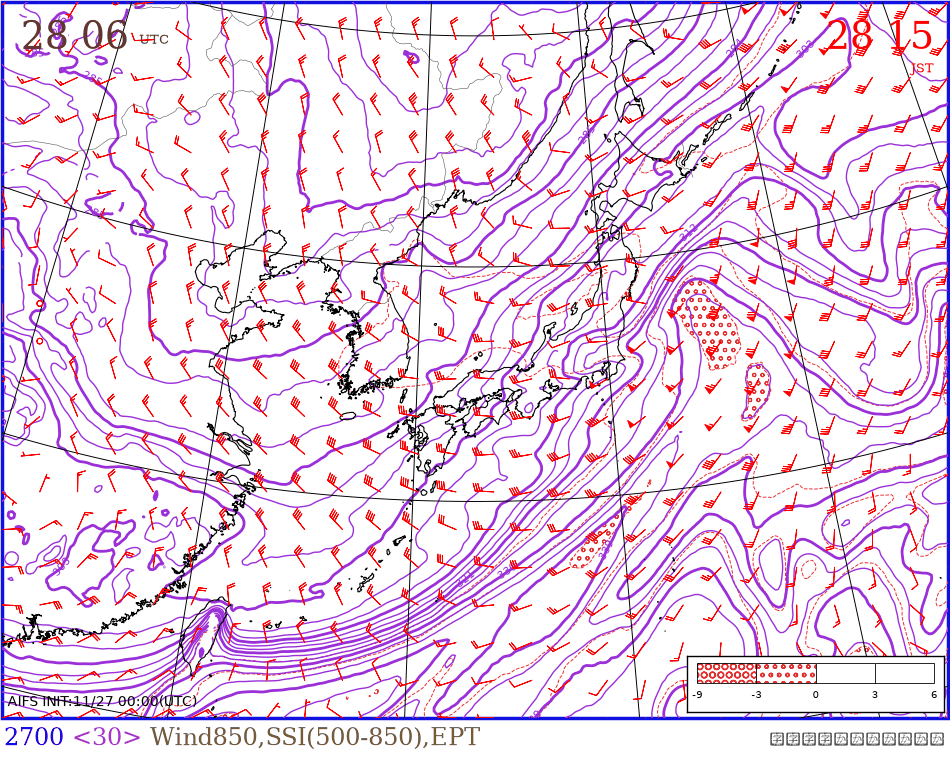 28 06 UTC
28 15 JST
285
-9 -3 0 3 6
AIFS INIT:11/27 00:00(UTC)
2700 <30> Wind850,SSI(500-850),EPT